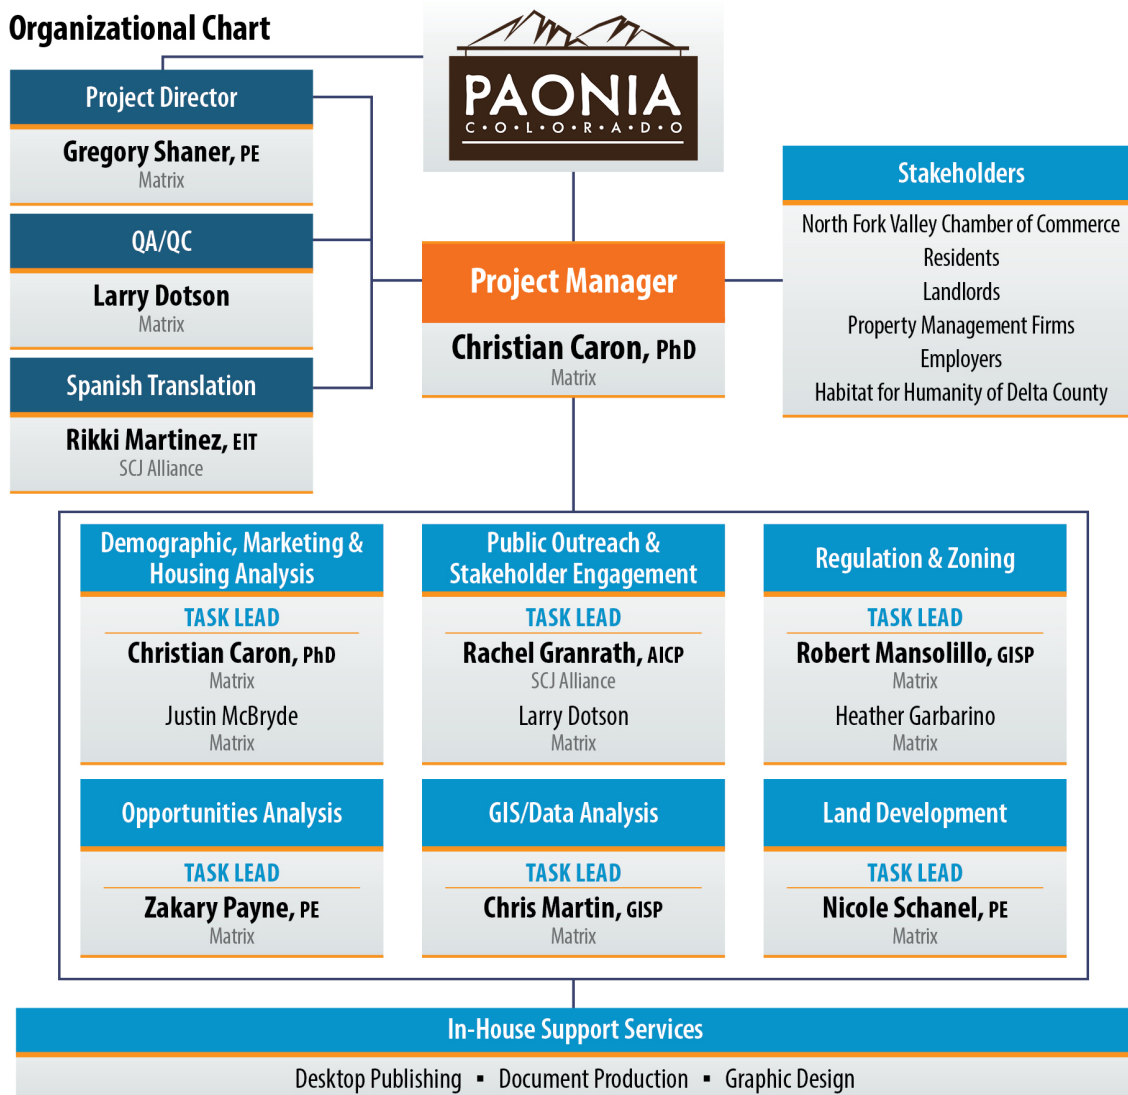 Organizational Chart
PAONIA
C•O•L•O•R•A•D•O
Project Director
Gregory Shaner, PE
Matrix
QA/QC
Larry Dotson
Matrix
Spanish Translation
Rikki Martinez, EIT
SCJ Alliance
Project Manager
Christian Caron, PhD
Matrix
Stakeholders
North Fork Valley Chamber of Commerce
Residents
Landlords
Property Management Firms
Employers
Habitat for Humanity of Delta County
Demographic, Marketing &
Housing Analysis
TASK LEAD
Christian Caron, PhD
Matrix
Justin McBryde
Matrix
Public Outreach &
Stakeholder Engagement
TASK LEAD
Rachel Granrath, AICP
SCJ Alliance
Larry Dotson
Matrix
Regulation & Zoning
TASK LEAD
Robert Mansolillo, GISP
Matrix
Heather Garbarino
Matrix
Opportunities Analysis
TASK LEAD
Zakary Payne, PE
Matrix
GIS/Data Analysis
TASK LEAD
Chris Martin, GISP
Matrix
Land Development
TASK LEAD
Nicole Schanel, PE
Matrix
In-House Support Services
Desktop Publishing ▪ Document Production ▪ Graphic Design